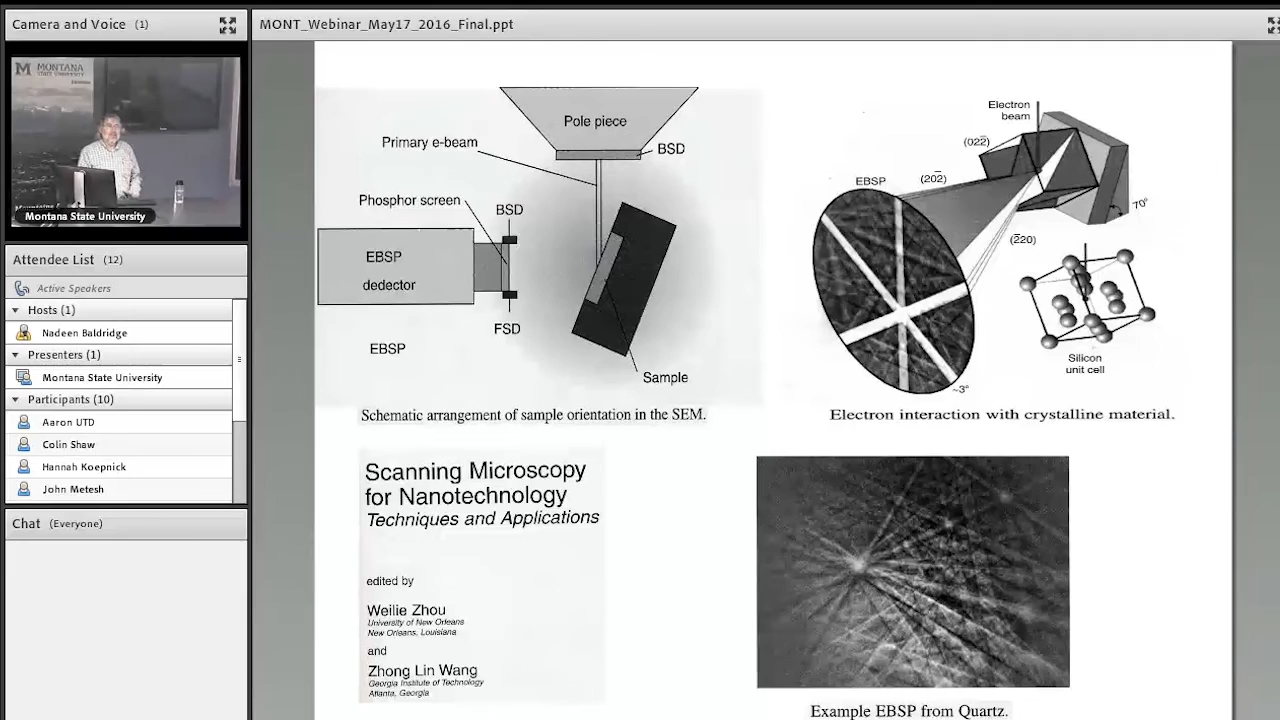 Camera and Voice (1)
MONT_Webinar_May17_2016_Final.ppt
M MONTANA
Montana State University
Attendee List (12)
Active Speakers
Hosts (1)
Nadeen Baldridge
Presenters (1)
Montana State University
Participants (10)
Aaron UTD
Colin Shaw
Hannah Koepnick
John Metesh
Chat (Everyone)
Pole piece
Primary e-beam
BSD
Phosphor screen
BSD
EBSP
dedector
FSD
EBSP
Sample
Schematic arrangement of sample orientation in the SEM.
Electron
beam
(022̅)
(202̅)
EBSP
70°
(2̅20)
Silicon
unit cell
~3°
Electron interaction with crystalline material.
Scanning Microscopy
for Nanotechnology
Techniques and Applications
edited by
Weilie Zhou
University of New Orleans
New Orleans, Louisiana
and
Zhong Lin Wang
Georgia Institute of Technology
Atlanta, Georgia
Example EBSP from Quartz.